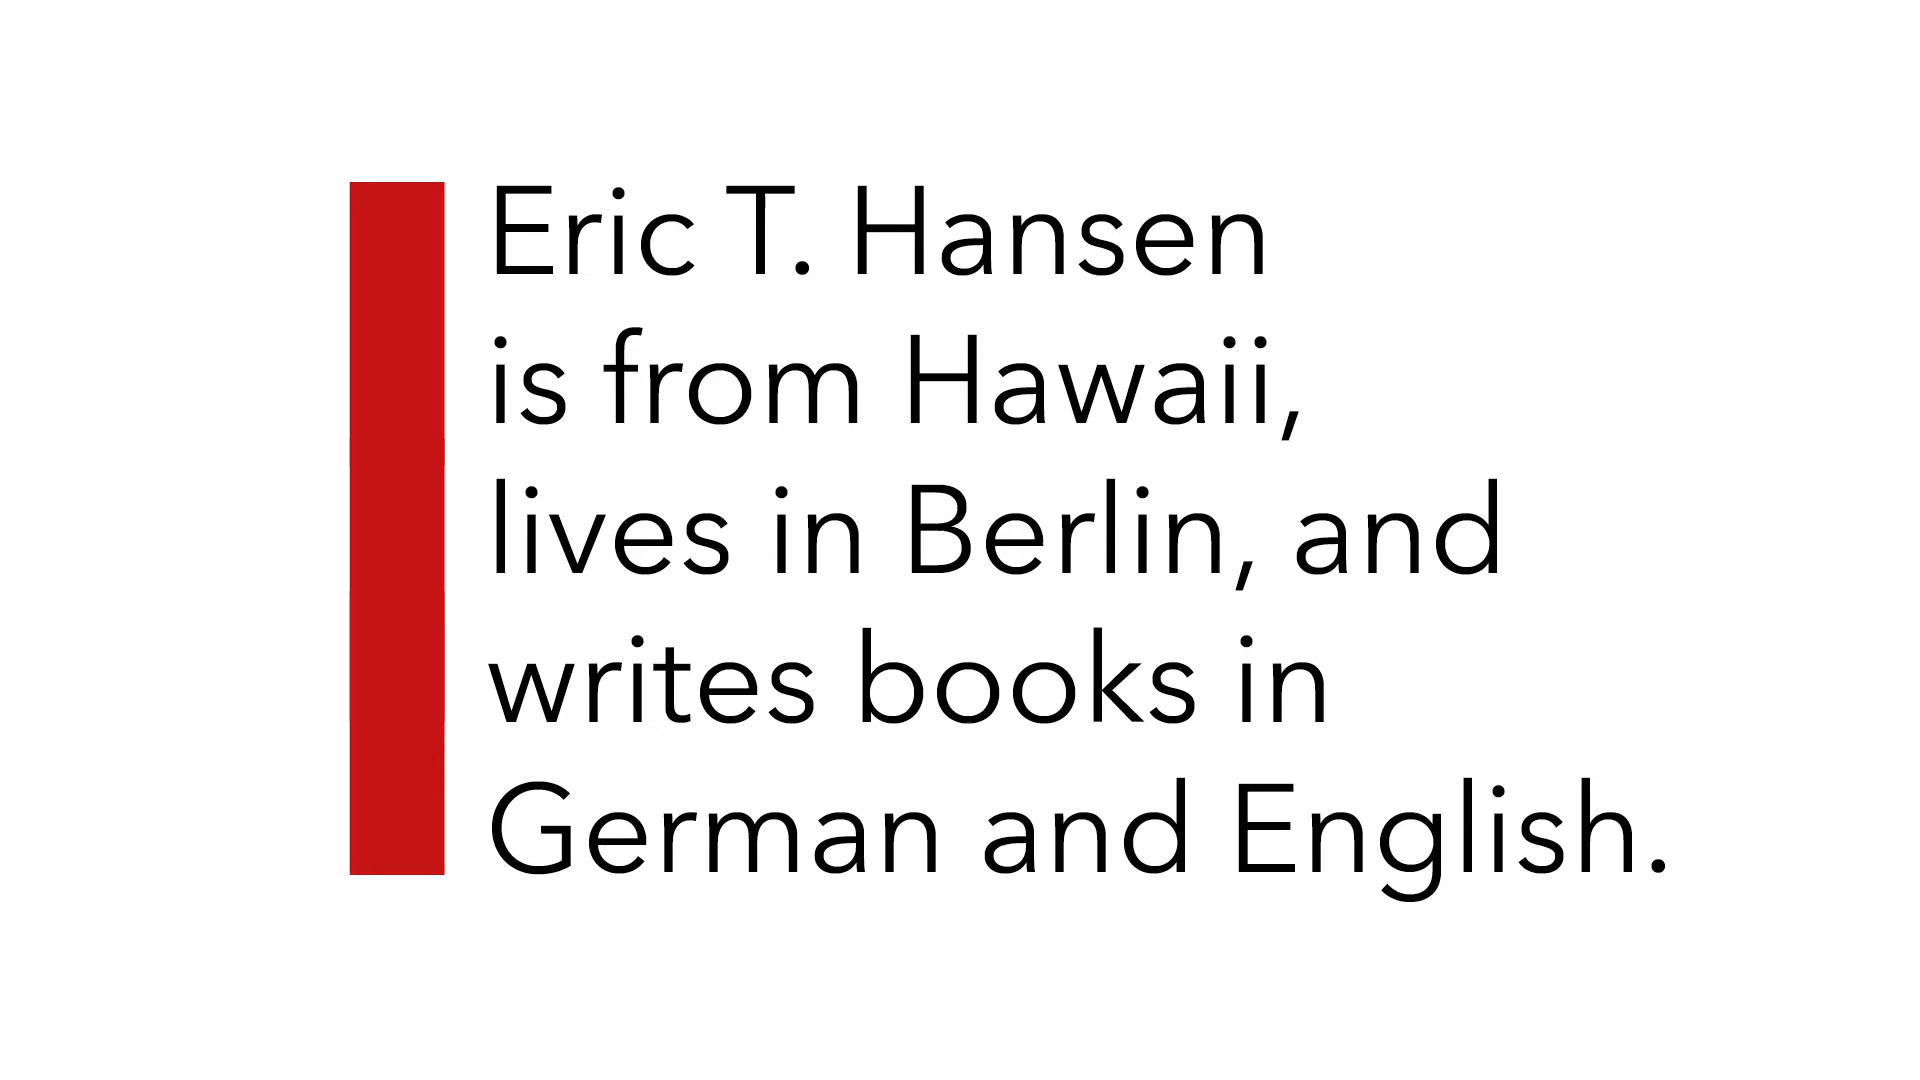 Eric T. Hansen
is from Hawaii,
lives in Berlin, and
writes books in
German and English.